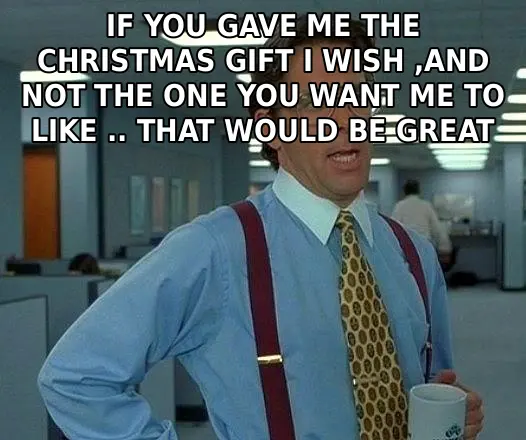 IF YOU GAVE ME THE
CHRISTMAS GIFT I WISH ,AND
NOT THE ONE YOU WANT ME TO
LIKE .. THAT WOULD BE GREAT